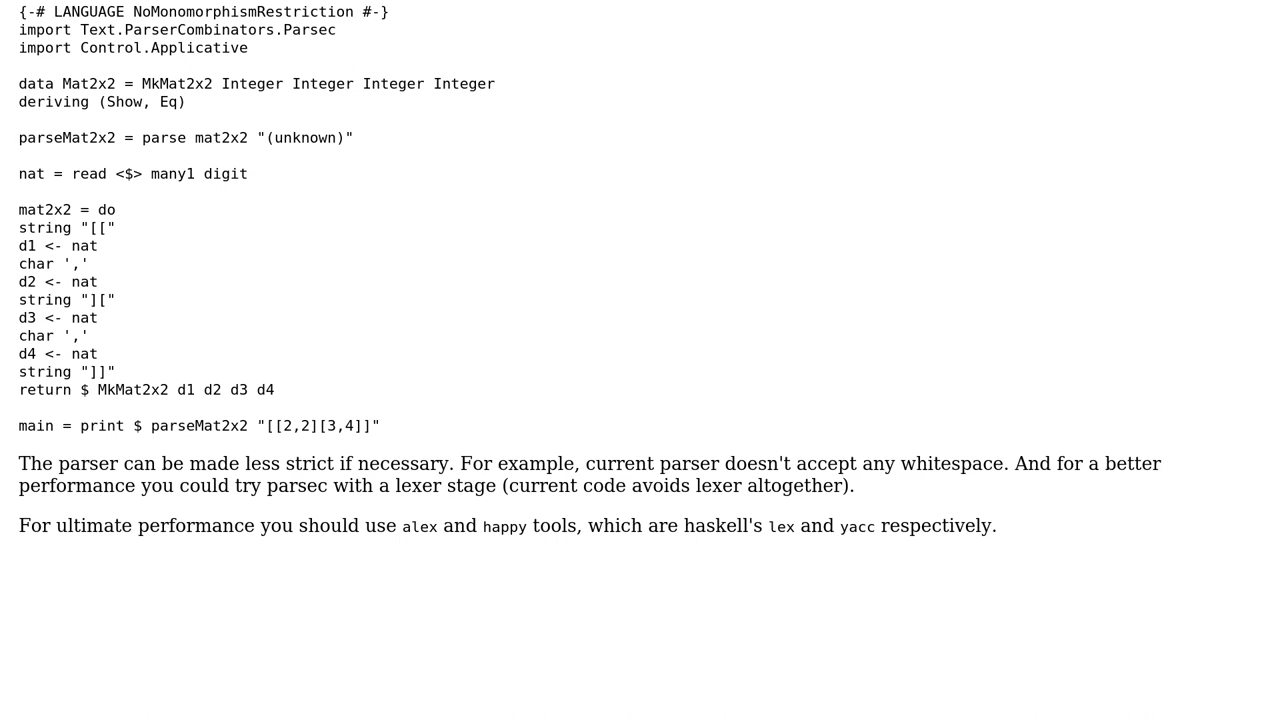 {-# LANGUAGE NoMonomorphismRestriction #-}
import Text.ParserCombinators.Parsec
import Control.Applicative
data Mat2x2 = MkMat2x2 Integer Integer Integer Integer
deriving (Show, Eq)
parseMat2x2 = parse mat2x2 "(unknown)"
nat = read <$> many1 digit
mat2x2 = do
string "[["
d1 <- nat
char ','
d2 <- nat
string "]["
d3 <- nat
char ','
d4 <- nat
string "]]"
return $ MkMat2x2 d1 d2 d3 d4
main = print $ parseMat2x2 "[[2,2][3,4]]"
The parser can be made less strict if necessary. For example, current parser doesn't accept any whitespace. And for a better
performance you could try parsec with a lexer stage (current code avoids lexer altogether).
For ultimate performance you should use alex and happy tools, which are haskell's lex and yacc respectively.